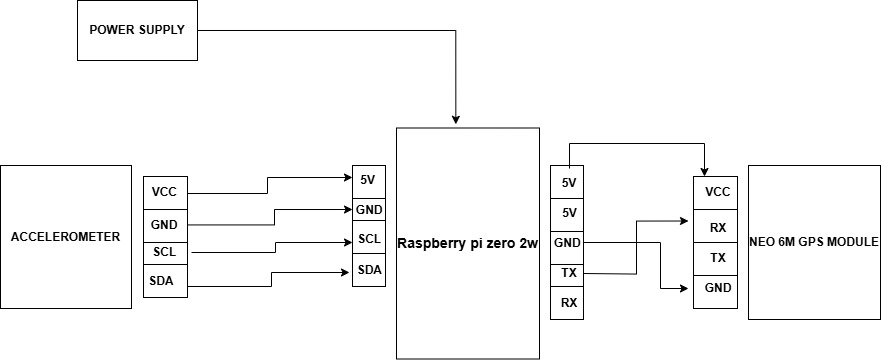 POWER SUPPLY
ACCELEROMETER
VCC
GND
SCL
SDA
5V
GND
SCL
SDA
Raspberry pi zero 2w
5V
5V
GND
TX
RX
VCC
RX
TX
GND
NEO 6M GPS MODULE